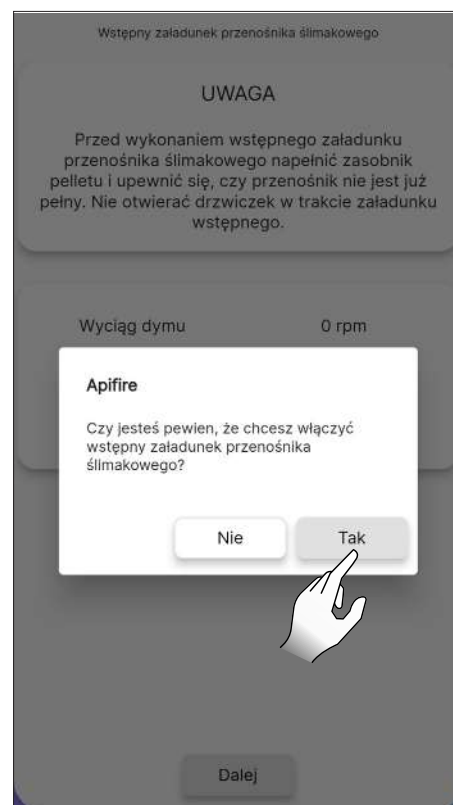 Wstępny załadunek przenośnika ślimakowego
UWAGA
Przed wykonaniem wstępnego załadunku
przenośnika ślimakowego napełnić zasobnik
pelletu i upewnić się, czy przenośnik nie jest już
pełny. Nie otwierać drzwiczek w trakcie załadunku
wstępnego.
Wyciąg dymu 0 rpm
Apifire
Czy jesteś pewien, że chcesz włączyć
wstępny załadunek przenośnika
ślimakowego?
Nie Tak
Dalej